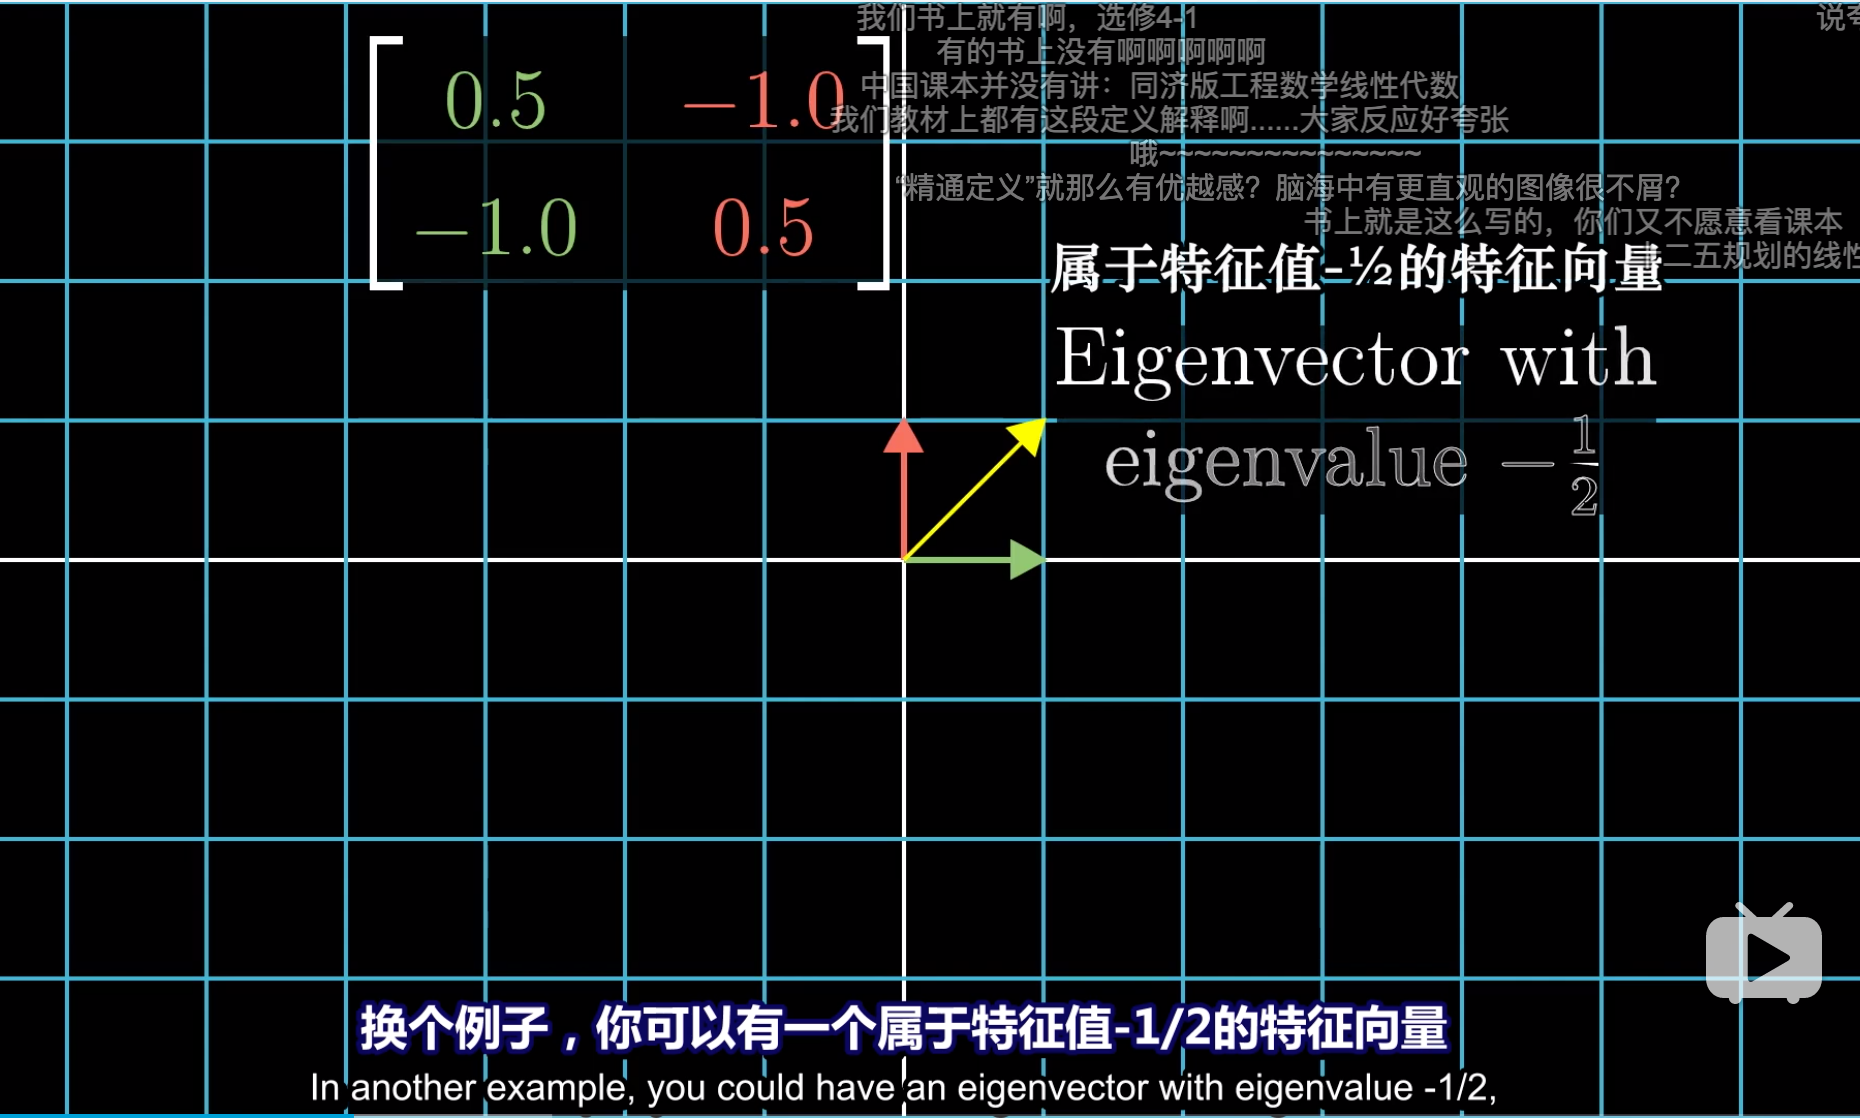 我们书上就有啊，选修4-1
说夸
有的书上没有啊啊啊啊啊
中国课本并没有讲：同济版工程数学线性代数
我们教材上都有这段定义解释啊......大家反应好夸张
哦~~~~~~~~~~~~~~~
“精通定义”就那么有优越感？脑海中有更直观的图像很不屑？
书上就是这么写的，你们又不愿意看课本
二五规划的线性
0.5 −1.0
−1.0 0.5
属于特征值-½的特征向量
Eigenvector with
eigenvalue −1/2
换个例子，你可以有一个属于特征值-1/2的特征向量
In another example, you could have an eigenvector with eigenvalue -1/2,